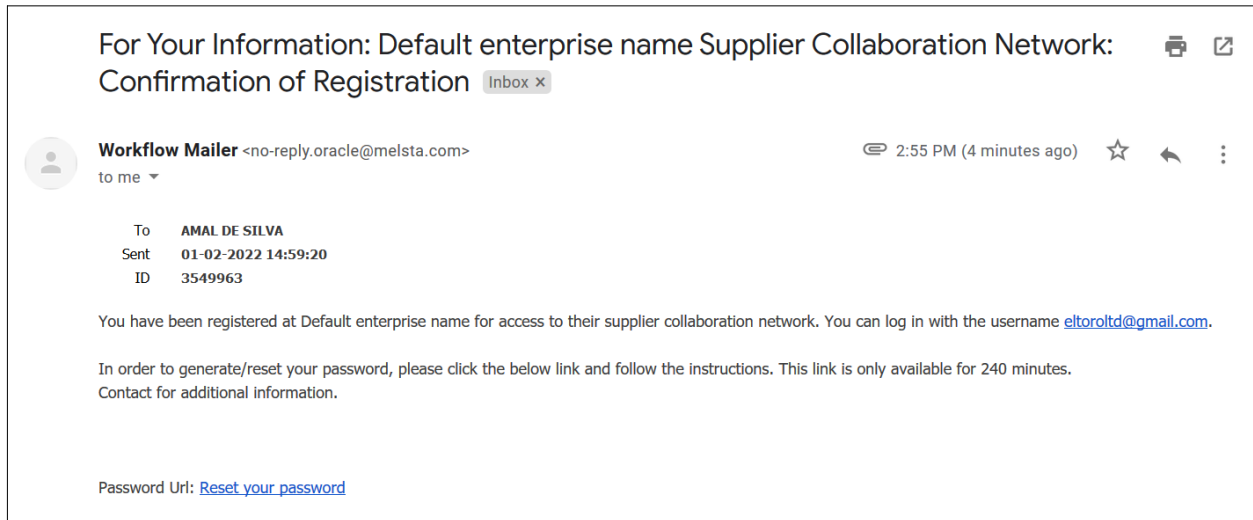 For Your Information: Default enterprise name Supplier Collaboration Network:
Confirmation of Registration Inbox ×
Workflow Mailer <no-reply.oracle@melsta.com>
2:55 PM (4 minutes ago)
to me
To AMAL DE SILVA
Sent 01-02-2022 14:59:20
ID 3549963
You have been registered at Default enterprise name for access to their supplier collaboration network. You can log in with the username eltoroltd@gmail.com.
In order to generate/reset your password, please click the below link and follow the instructions. This link is only available for 240 minutes.
Contact for additional information.
Password Url: Reset your password